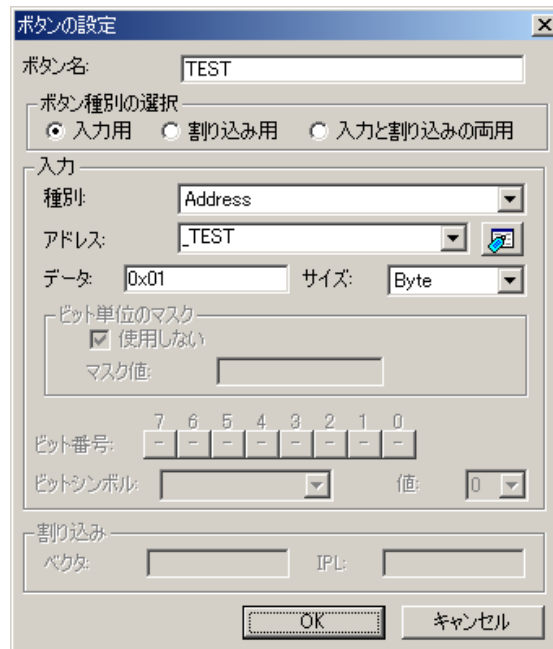 ボタンの設定
ボタン名: TEST
ボタン種別の選択
入力用 割り込み用 入力と割り込みの両用
入力
種別: Address
アドレス: _TEST
データ: 0x01 サイズ: Byte
ビット単位のマスク
使用しない
マスク値:
7 6 5 4 3 2 1 0
ビット番号: - - - - - - - -
ビットシンボル: 値: 0
割り込み
ベクタ: IPL:
OK キャンセル